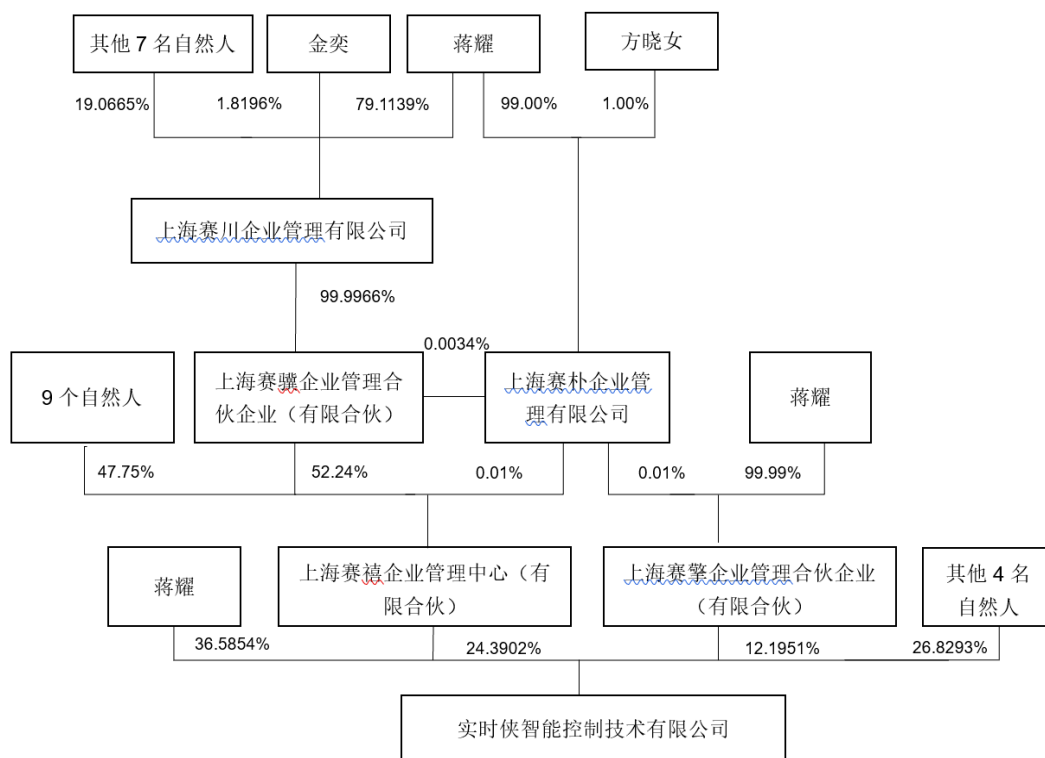 其他 7 名自然人
金奕
蒋耀
方晓女
19.0665%
1.8196%
79.1139%
99.00%
1.00%
上海赛川企业管理有限公司
99.9966%
0.0034%
9 个自然人
上海赛骥企业管理合
伙企业（有限合伙）
上海赛朴企业管
理有限公司
蒋耀
47.75%
52.24%
0.01%
0.01%
99.99%
蒋耀
上海赛禧企业管理中心（有
限合伙）
上海赛擎企业管理合伙企业
（有限合伙）
其他 4 名
自然人
36.5854%
24.3902%
12.1951%
26.8293%
实时侠智能控制技术有限公司